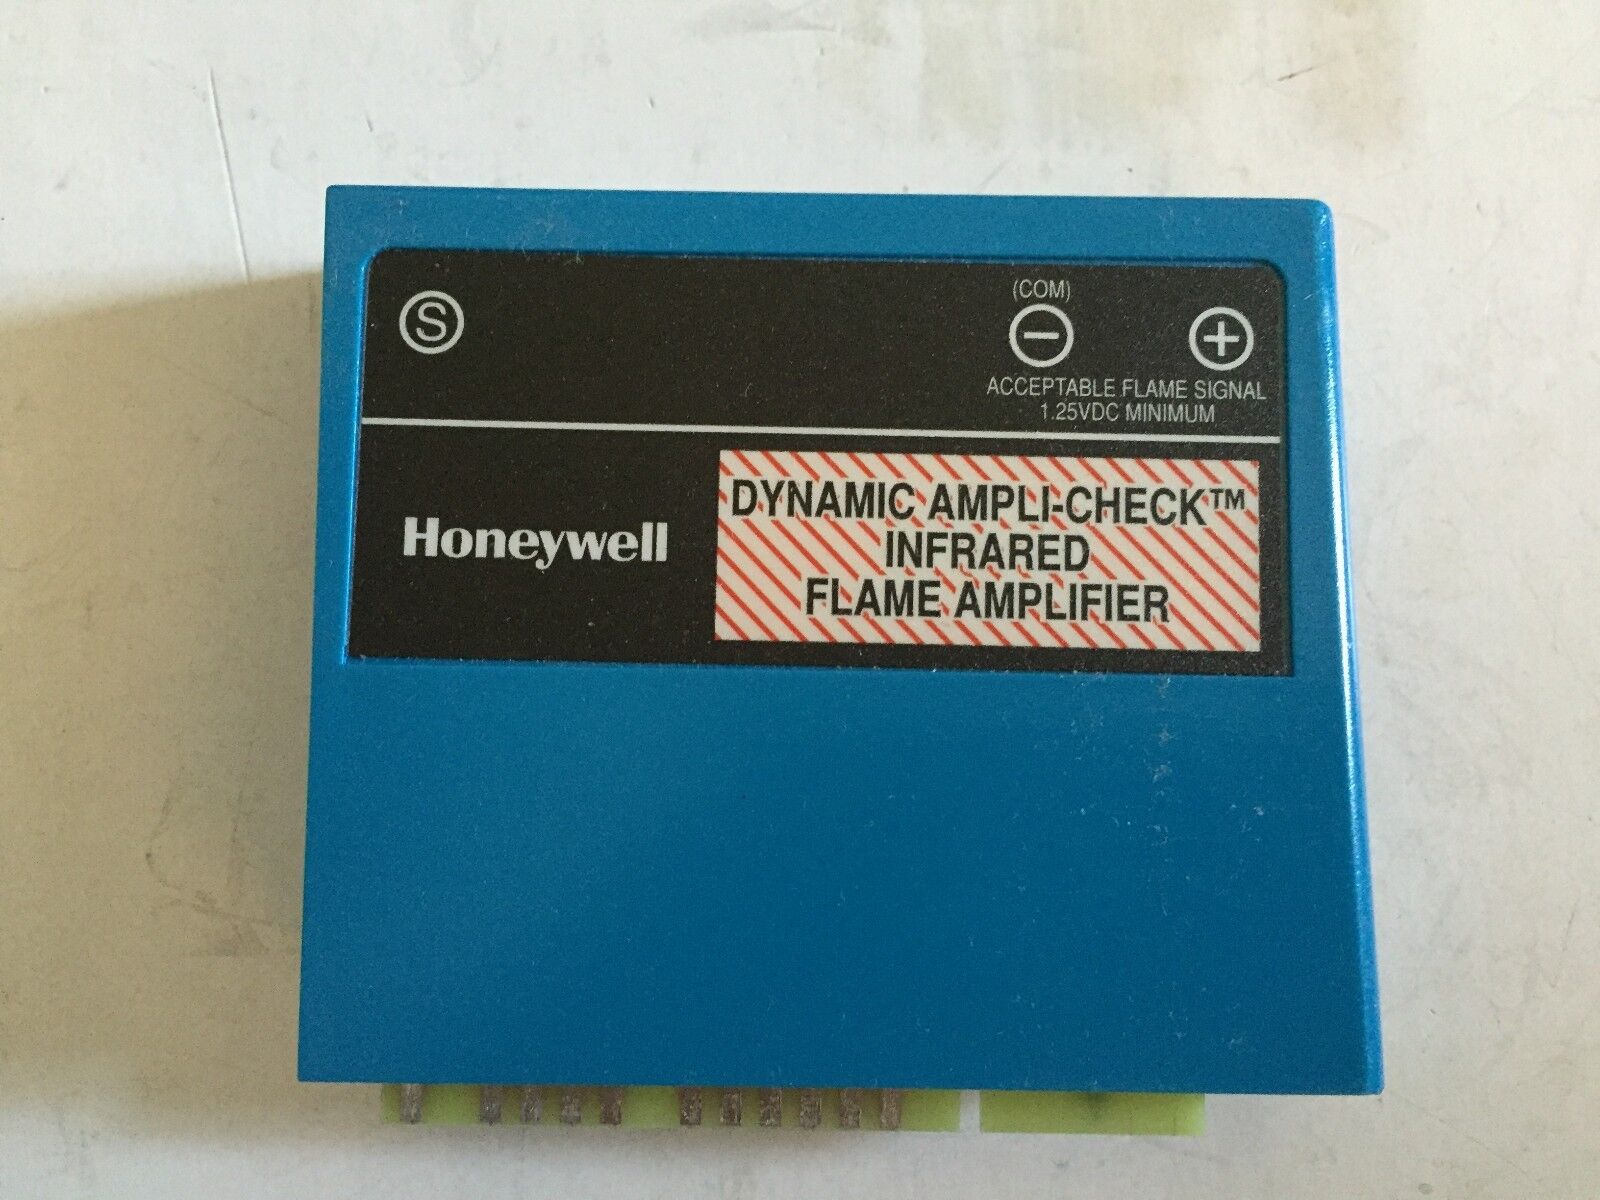 (COM)
S
− +
ACCEPTABLE FLAME SIGNAL
1.25VDC MINIMUM
Honeywell
DYNAMIC AMPLI-CHECK™
INFRARED
FLAME AMPLIFIER